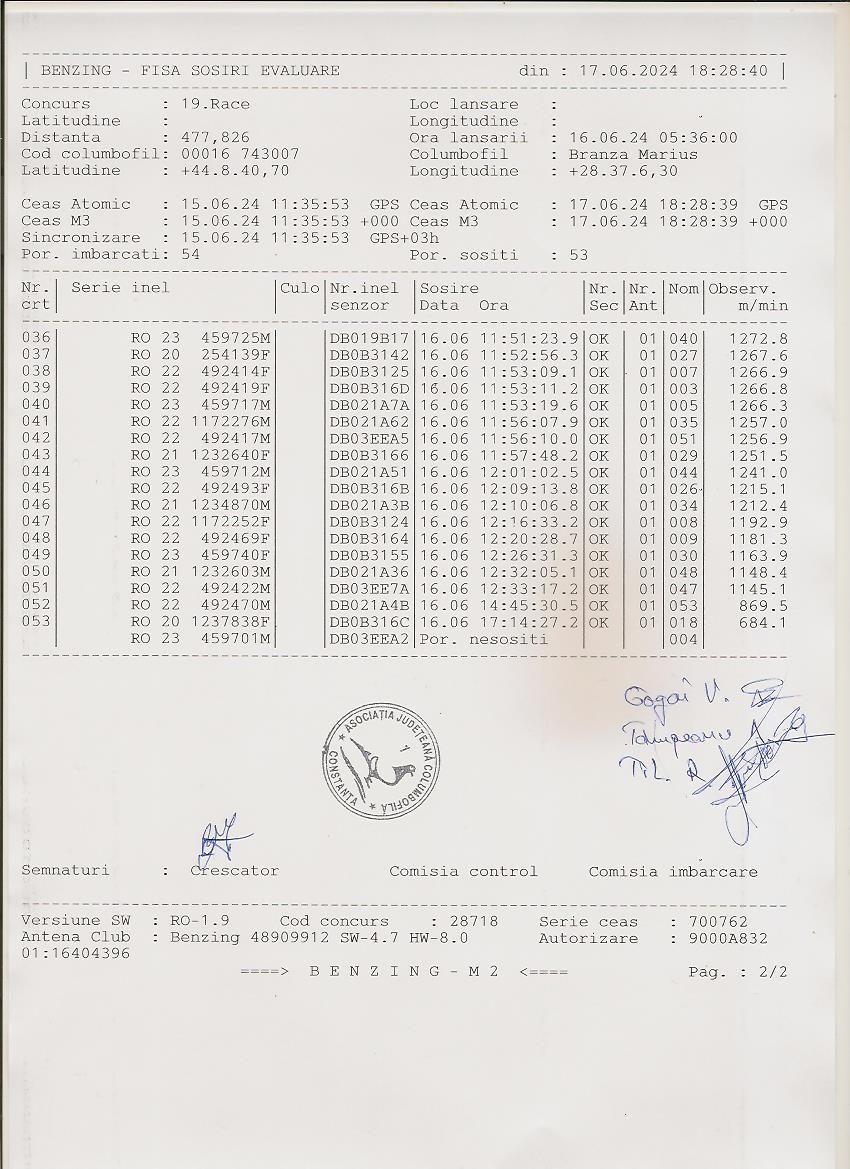 | BENZING - FISA SOSIRI EVALUARE din : 17.06.2024 18:28:40 |
Concurs : 19.Race Loc lansare :
Latitudine : Longitudine :
Distanta : 477,826 Ora lansarii : 16.06.24 05:36:00
Cod columbofil: 00016 743007 Columbofil : Branza Marius
Latitudine : +44.8.40,70 Longitudine : +28.37.6,30
Ceas Atomic : 15.06.24 11:35:53 GPS Ceas Atomic : 17.06.24 18:28:39 GPS
Ceas M3 : 15.06.24 11:35:53 +000 Ceas M3 : 17.06.24 18:28:39 +000
Sincronizare : 15.06.24 11:35:53 GPS+03h
Por. imbarcati: 54 Por. sositi : 53
Nr.| Serie inel |Culo|Nr.inel |Sosire |Nr.|Nr.|Nom|Observ.
crt| | |senzor |Data Ora |Sec|Ant| | m/min
036| RO 23 459725M| |DB019B17|16.06 11:51:23.9|OK | 01|040| 1272.8
037| RO 20 254139F| |DB0B3142|16.06 11:52:56.3|OK | 01|027| 1267.6
038| RO 22 492414F| |DB0B3125|16.06 11:53:09.1|OK | 01|007| 1266.9
039| RO 22 492419F| |DB0B316D|16.06 11:53:11.2|OK | 01|003| 1266.8
040| RO 23 459717M| |DB021A7A|16.06 11:53:19.6|OK | 01|005| 1266.3
041| RO 22 1172276M| |DB021A62|16.06 11:56:07.9|OK | 01|035| 1257.0
042| RO 22 492417M| |DB03EEA5|16.06 11:56:10.0|OK | 01|051| 1256.9
043| RO 21 1232640F| |DB0B3166|16.06 11:57:48.2|OK | 01|029| 1251.5
044| RO 23 459712M| |DB021A51|16.06 12:01:02.5|OK | 01|044| 1241.0
045| RO 22 492493F| |DB0B316B|16.06 12:09:13.8|OK | 01|026| 1215.1
046| RO 21 1234870M| |DB021A3B|16.06 12:10:06.8|OK | 01|034| 1212.4
047| RO 22 1172252F| |DB0B3124|16.06 12:16:33.2|OK | 01|008| 1192.9
048| RO 22 492469F| |DB0B3164|16.06 12:20:28.7|OK | 01|009| 1181.3
049| RO 23 459740F| |DB0B3155|16.06 12:26:31.3|OK | 01|030| 1163.9
050| RO 21 1232603M| |DB021A36|16.06 12:32:05.1|OK | 01|048| 1148.4
051| RO 22 492422M| |DB03EE7A|16.06 12:33:17.2|OK | 01|047| 1145.1
052| RO 22 492470M| |DB021A4B|16.06 14:45:30.5|OK | 01|053| 869.5
053| RO 20 1237838F| |DB0B316C|16.06 17:14:27.2|OK | 01|018| 684.1
| RO 23 459701M| |DB03EEA2|Por. nesositi | | |004|
ASOCIAȚIA JUDEȚEANĂ COLUMBOFILĂ
CONSTANȚA
1
Semnaturi : Crescator Comisia control Comisia imbarcare
Versiune SW : RO-1.9 Cod concurs : 28718 Serie ceas : 700762
Antena Club : Benzing 48909912 SW-4.7 HW-8.0 Autorizare : 9000A832
01:16404396
====> B E N Z I N G - M 2 <==== Pag. : 2/2